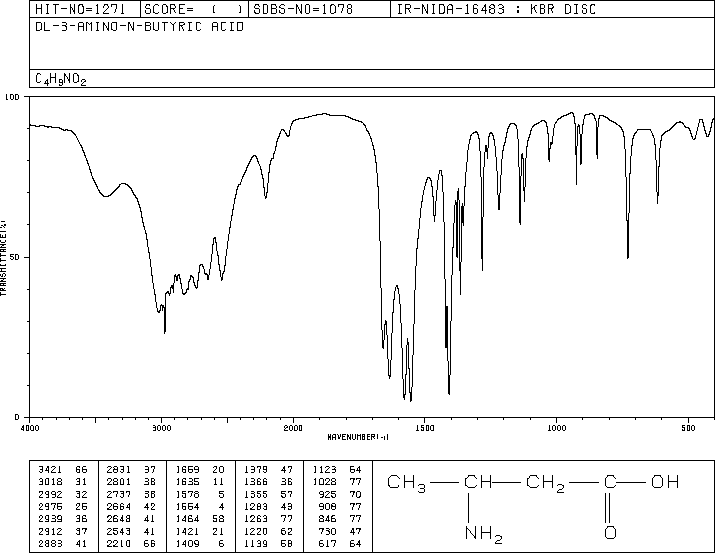 HIT-NO=1271 SCORE= ( ) SDBS-NO=1078 IR-NIDA-16483 : KBR DISC
DL-3-AMINO-N-BUTYRIC ACID
C4H9NO2
100
TRANSMITTANCE(%)
50
0
4000 3000 2000 1500 1000 500
WAVENUMBER(-1)
3421 66 2831 37 1659 20 1379 47 1123 64
3018 31 2801 38 1635 11 1366 36 1028 77
2992 32 2737 38 1578 5 1355 57 925 70
2975 25 2664 42 1554 4 1283 43 908 77
2939 36 2648 41 1464 58 1263 77 846 77
2912 37 2543 41 1421 21 1220 62 730 47
2883 41 2210 66 1409 6 1139 58 617 64
CH3 CH CH2 C OH
NH2 O